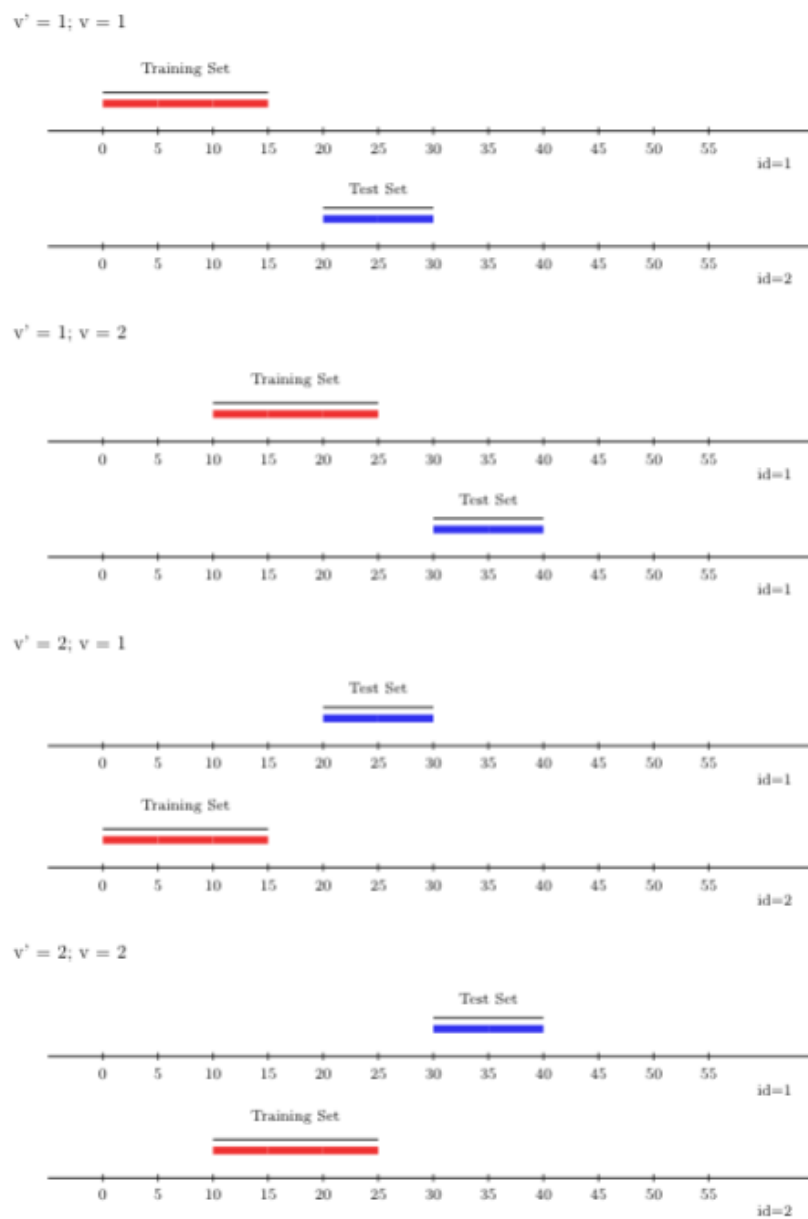 v' = 1; v = 1
Training Set
0 5 10 15 20 25 30 35 40 45 50 55
id=1
Test Set
0 5 10 15 20 25 30 35 40 45 50 55
id=2
v' = 1; v = 2
Training Set
0 5 10 15 20 25 30 35 40 45 50 55
id=1
Test Set
0 5 10 15 20 25 30 35 40 45 50 55
id=1
v' = 2; v = 1
Test Set
0 5 10 15 20 25 30 35 40 45 50 55
id=1
Training Set
0 5 10 15 20 25 30 35 40 45 50 55
id=2
v' = 2; v = 2
Test Set
0 5 10 15 20 25 30 35 40 45 50 55
id=1
Training Set
0 5 10 15 20 25 30 35 40 45 50 55
id=2